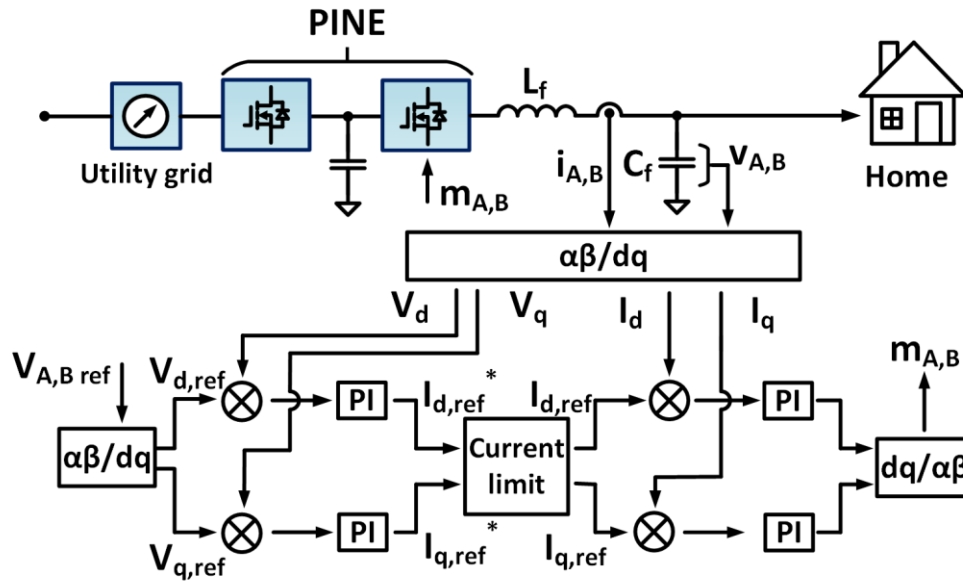 PINE
L_f
Utility grid
m_A,B
i_A,B
C_f
v_A,B
Home
αβ/dq
V_d
V_q
I_d
I_q
V_A,B ref
V_d,ref
PI
I_d,ref*
I_d,ref
PI
m_A,B
αβ/dq
Current
limit
dq/αβ
V_q,ref
PI
I_q,ref*
I_q,ref
PI